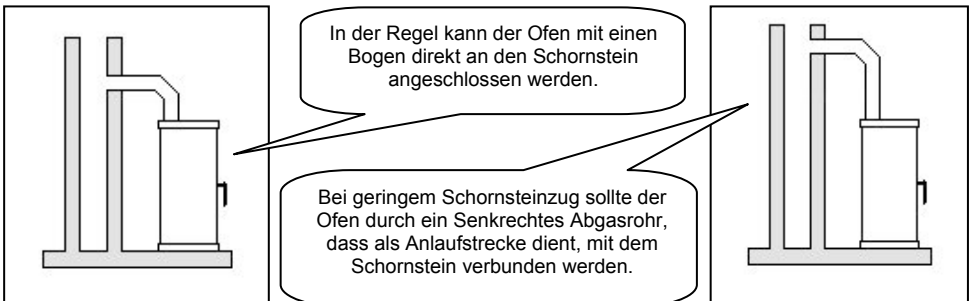 In der Regel kann der Ofen mit einen
Bogen direkt an den Schornstein
angeschlossen werden.
Bei geringem Schornsteinzug sollte der
Ofen durch ein Senkrechtes Abgasrohr,
dass als Anlaufstrecke dient, mit dem
Schornstein verbunden werden.